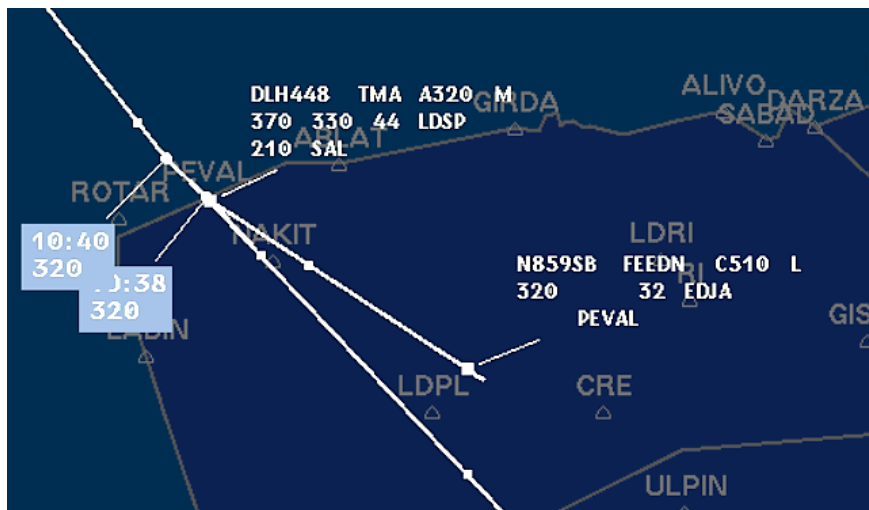 DLH448 TMA A320 M
370 330 44 LDSP
210 SAL
ALIVO
DARZA
GIRDA
SABAD
ABLAT
PEVAL
ROTAR
10:40
320
NAKIT
LDRI
:38
320
N859SB FEEDN C510 L
RI
320 32 EDJA
PEVAL
GIS
LADIN
LDPL
CRE
ULPIN